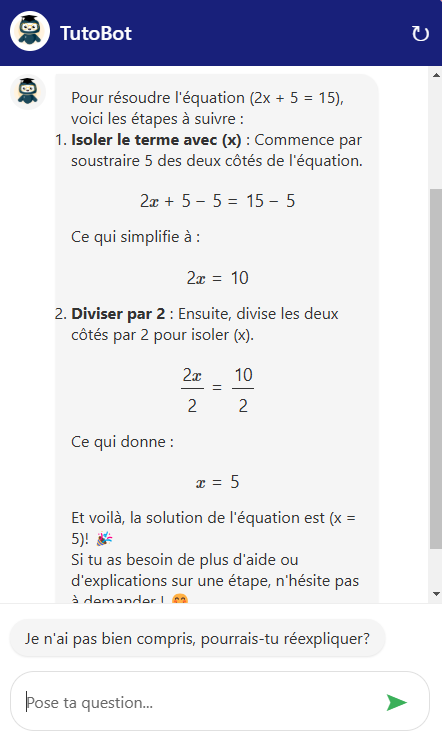 TutoBot
Pour résoudre l'équation (2x + 5 = 15),
voici les étapes à suivre :
1. Isoler le terme avec (x) : Commence par
soustraire 5 des deux côtés de l'équation.
2x + 5 − 5 = 15 − 5
Ce qui simplifie à :
2x = 10
2. Diviser par 2 : Ensuite, divise les deux
côtés par 2 pour isoler (x).
2x/2 = 10/2
Ce qui donne :
x = 5
Et voilà, la solution de l'équation est (x =
5)! 🎉
Si tu as besoin de plus d'aide ou
d'explications sur une étape, n'hésite pas
à demander ! 😊
Je n'ai pas bien compris, pourrais-tu réexpliquer?
Pose ta question...